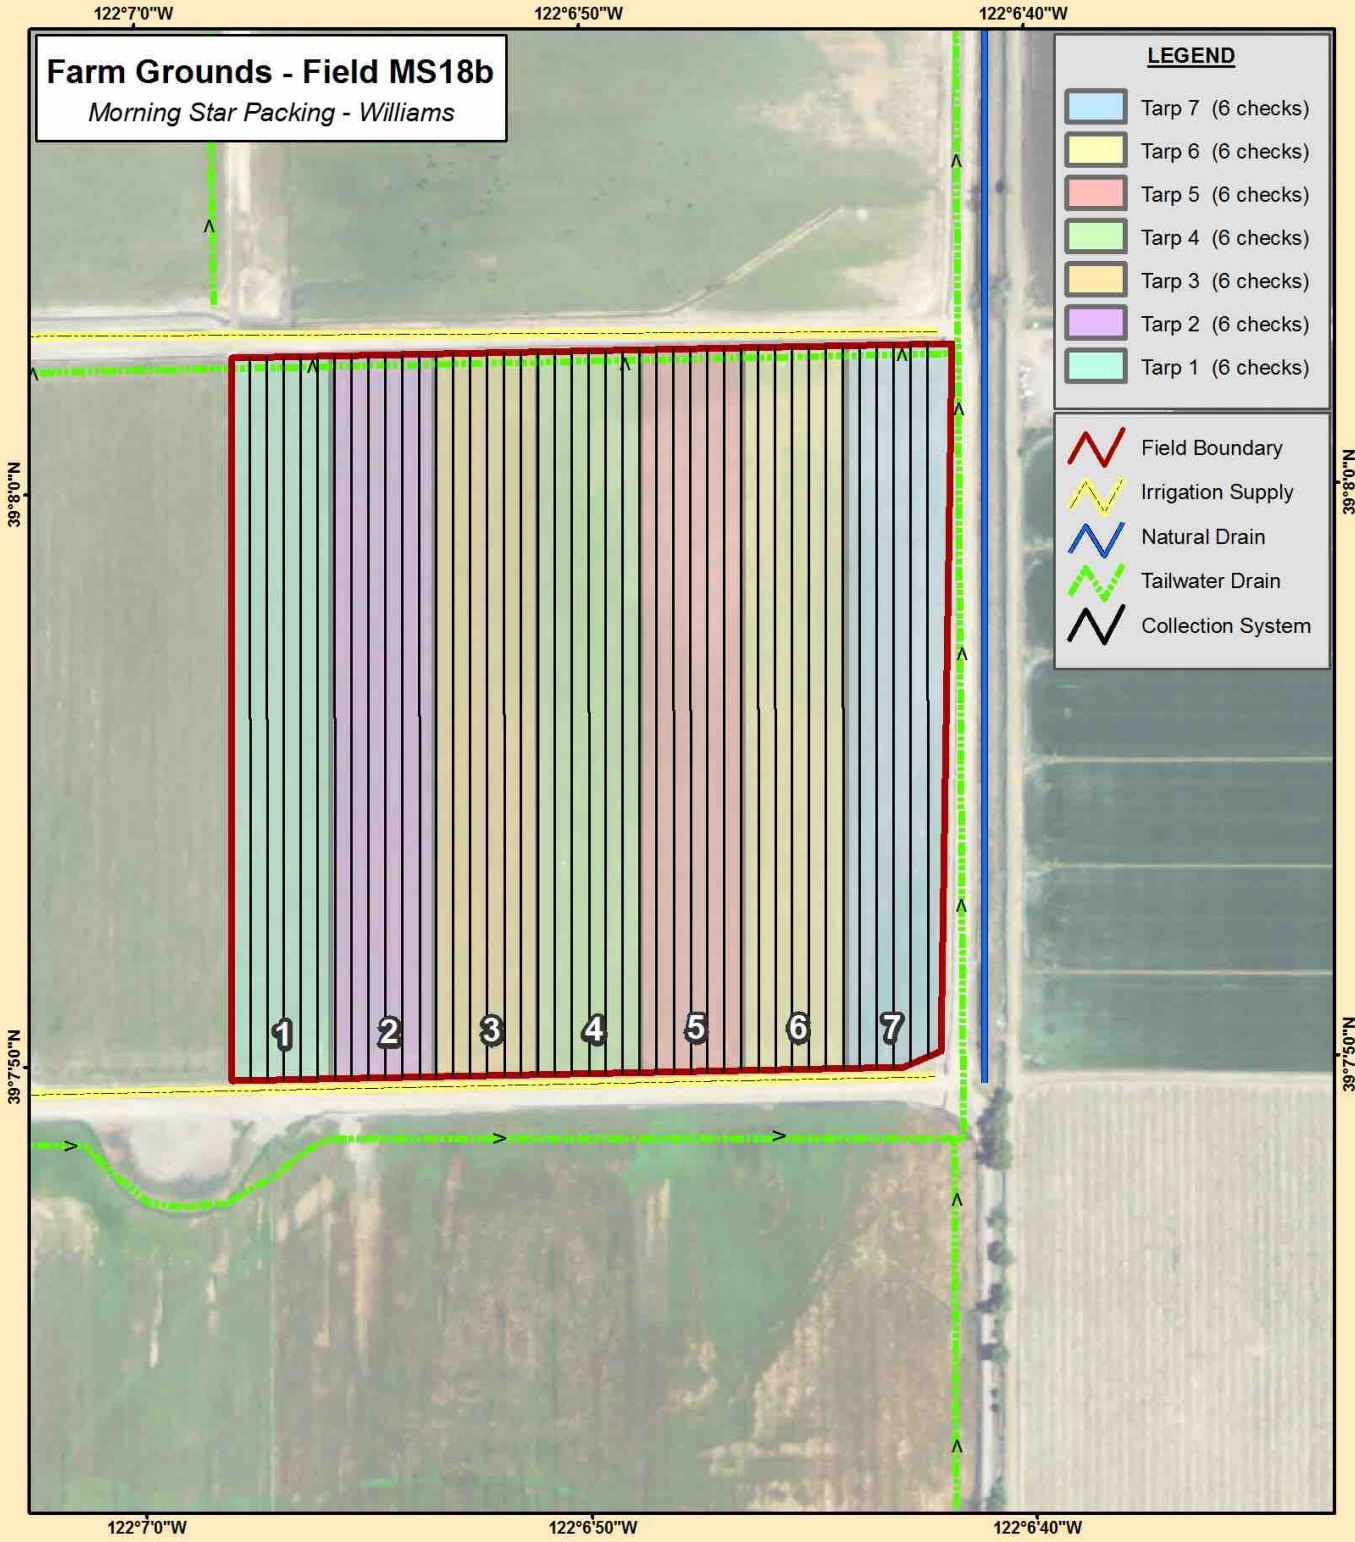 122°7'0"W
122°6'50"W
122°6'40"W
Farm Grounds - Field MS18b
Morning Star Packing - Williams
LEGEND
Tarp 7 (6 checks)
Tarp 6 (6 checks)
Tarp 5 (6 checks)
Tarp 4 (6 checks)
Tarp 3 (6 checks)
Tarp 2 (6 checks)
Tarp 1 (6 checks)
Field Boundary
Irrigation Supply
Natural Drain
Tailwater Drain
Collection System
39°8'0"N
39°8'0"N
1
2
3
4
5
6
7
39°7'50"N
39°7'50"N
122°7'0"W
122°6'50"W
122°6'40"W